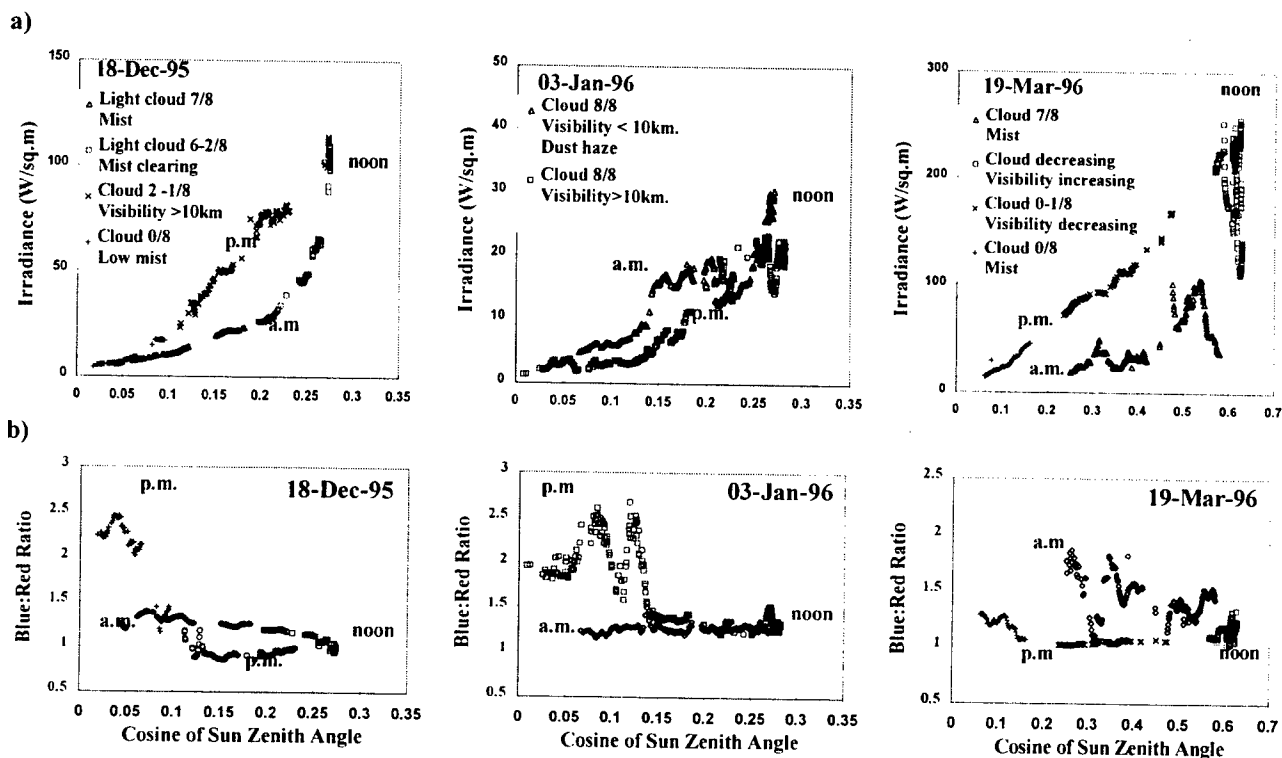 a)
Irradiance (W/sq.m)
150
100
50
0
18-Dec-95
Light cloud 7/8
Mist
Light cloud 6-2/8
Mist clearing
Cloud 2 -1/8
Visibility >10km
Cloud 0/8
Low mist
noon
p.m
a.m
0 0.05 0.1 0.15 0.2 0.25 0.3 0.35
Irradiance (W/sq.m)
50
40
30
20
10
0
03-Jan-96
Cloud 8/8
Visibility < 10km.
Dust haze
Cloud 8/8
Visibility>10km.
noon
a.m.
p.m.
0 0.05 0.1 0.15 0.2 0.25 0.3 0.35
Irradiance (W/sq.m)
300
200
100
0
19-Mar-96
noon
Cloud 7/8
Mist
Cloud decreasing
Visibility increasing
Cloud 0-1/8
Visibility decreasing
Cloud 0/8
Mist
p.m.
a.m.
0 0.1 0.2 0.3 0.4 0.5 0.6 0.7
b)
Blue:Red Ratio
3
2.5
2
1.5
1
0.5
p.m.
18-Dec-95
a.m.
p.m.
noon
0 0.05 0.1 0.15 0.2 0.25 0.3 0.35
Cosine of Sun Zenith Angle
Blue:Red Ratio
3
2.5
2
1.5
1
0.5
p.m
03-Jan-96
a.m.
noon
0 0.05 0.1 0.15 0.2 0.25 0.3 0.35
Cosine of Sun Zenith Angle
Blue:Red Ratio
2.5
2
1.5
1
0.5
19-Mar-96
a.m
p.m
noon
0 0.1 0.2 0.3 0.4 0.5 0.6 0.7
Cosine of Sun Zenith Angle